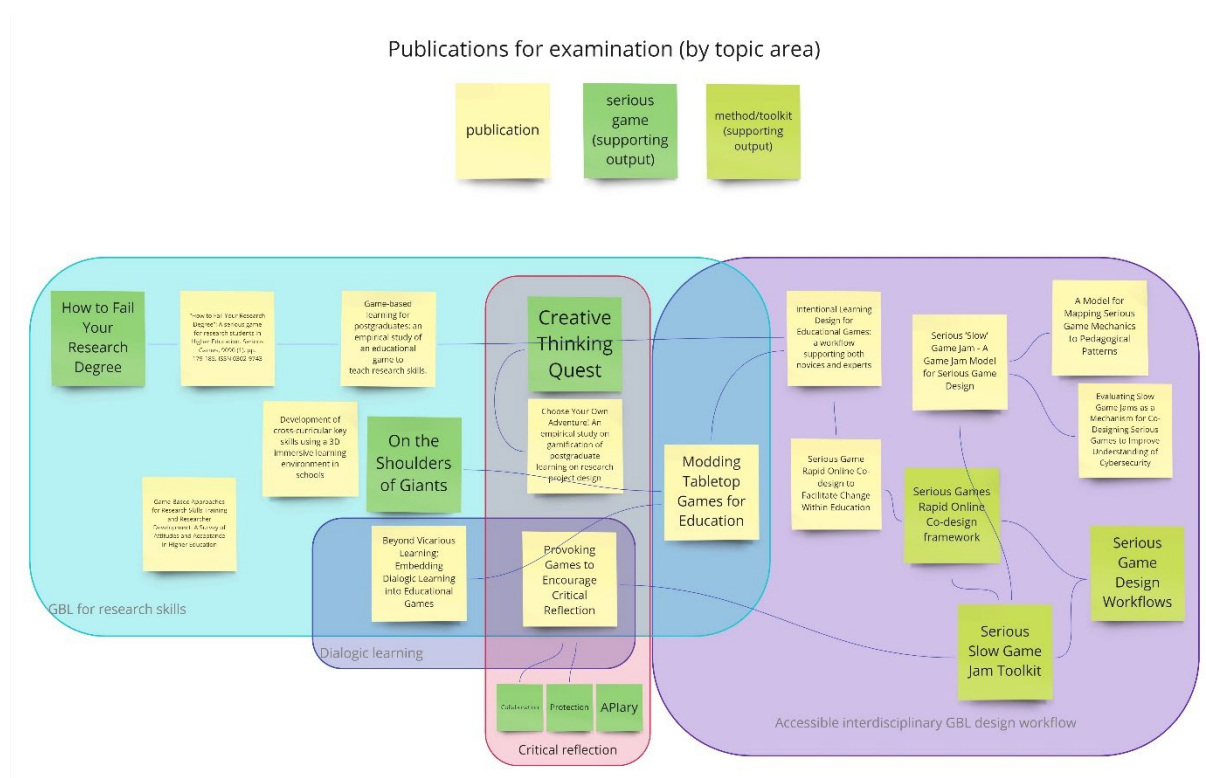 Publications for examination (by topic area)
publication
serious
game
(supporting
output)
method/toolkit
(supporting
output)
How to Fail
Your
Research
Degree
"How to Fail Your Research
Degree": A serious game
for research students in
Higher Education. Serious
Games, 9090 (1). pp.
179-185. ISSN 0302-9743
Game-based
learning for
postgraduates: an
empirical study of
an educational
game to
teach research skills.
Creative
Thinking
Quest
Intentional Learning
Design for
Educational Games:
a workflow
supporting both
novices and experts
Serious 'Slow'
Game Jam - A
Game Jam Model
for Serious Game
Design
A Model for
Mapping Serious
Game Mechanics
to Pedagogical
Patterns
Development of
cross-curricular key
skills using a 3D
immersive learning
environment in
schools
On the
Shoulders
of Giants
Choose Your Own
Adventure: An
empirical study on
gamification of
postgraduate
learning on research
project design
Modding
Tabletop
Games for
Education
Serious Game
Rapid Online Co-
design to
Facilitate Change
Within Education
Evaluating Slow
Game Jams as a
Mechanism for Co-
Designing Serious
Games to Improve
Understanding of
Cybersecurity
Game-Based Approaches
for Research Skills Training
and Researcher
Development: A Survey of
Attitudes and Acceptance
in Higher Education
Serious Games
Rapid Online
Co-design
framework
Beyond Vicarious
Learning:
Embedding
Dialogic Learning
into Educational
Games
Provoking
Games to
Encourage
Critical
Reflection
Serious
Game
Design
Workflows
GBL for research skills
Serious
Slow Game
Jam Toolkit
Dialogic learning
Collaboration
Protection
APIary
Critical reflection
Accessible interdisciplinary GBL design workflow